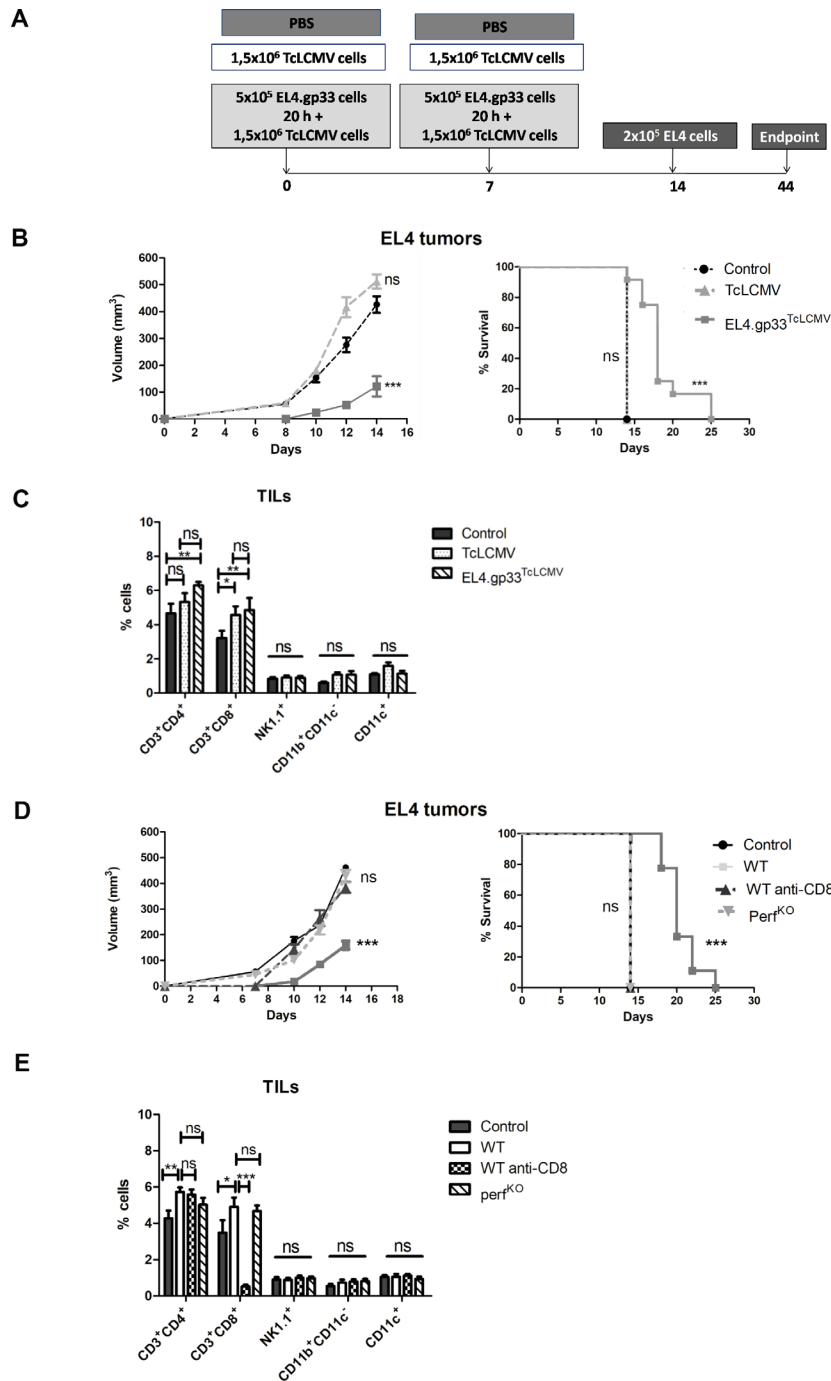 A
PBS
PBS
1,5x10⁶ TcLCMV cells
1,5x10⁶ TcLCMV cells
5x10⁵ EL4.gp33 cells
20 h +
1,5x10⁶ TcLCMV cells
5x10⁵ EL4.gp33 cells
20 h +
1,5x10⁶ TcLCMV cells
2x10⁵ EL4 cells
Endpoint
0
7
14
44
B
EL4 tumors
Volume (mm³)
600
500
400
300
200
100
0
0 2 4 6 8 10 12 14 16
Days
ns
***
% Survival
100
80
60
40
20
0
0 5 10 15 20 25 30
Days
ns
***
Control
TcLCMV
EL4.gp33ᵀᶜᴸᶜᴹⱽ
C
TILs
% cells
10
8
6
4
2
0
ns
**
ns
ns
**
*
ns
ns
ns
CD3⁺CD4⁺
CD3⁺CD8⁺
NK1.1⁺
CD11b⁺CD11c⁻
CD11c⁺
Control
TcLCMV
EL4.gp33ᵀᶜᴸᶜᴹⱽ
D
EL4 tumors
Volume (mm³)
600
500
400
300
200
100
0
0 2 4 6 8 10 12 14 16 18
Days
ns
***
% Survival
100
80
60
40
20
0
0 5 10 15 20 25 30
Days
ns
***
Control
WT
WT anti-CD8
Perfᴷᴼ
E
TILs
% cells
10
8
6
4
2
0
ns
** ns
ns
* ***
ns
ns
ns
CD3⁺CD4⁺
CD3⁺CD8⁺
NK1.1⁺
CD11b⁺CD11c⁻
CD11c⁺
Control
WT
WT anti-CD8
perfᴷᴼ